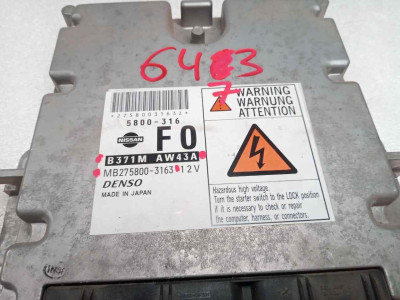 6473
WARNING
WARNUNG
ATTENTION
5800-316
NISSAN
F0
B371M AW43A
MB275800-3163 12V
DENSO
MADE IN JAPAN
Hazardous high voltage.
Turn the starter switch to the LOCK position
if it is necessary to check or repair
the computer, harness, or connectors.